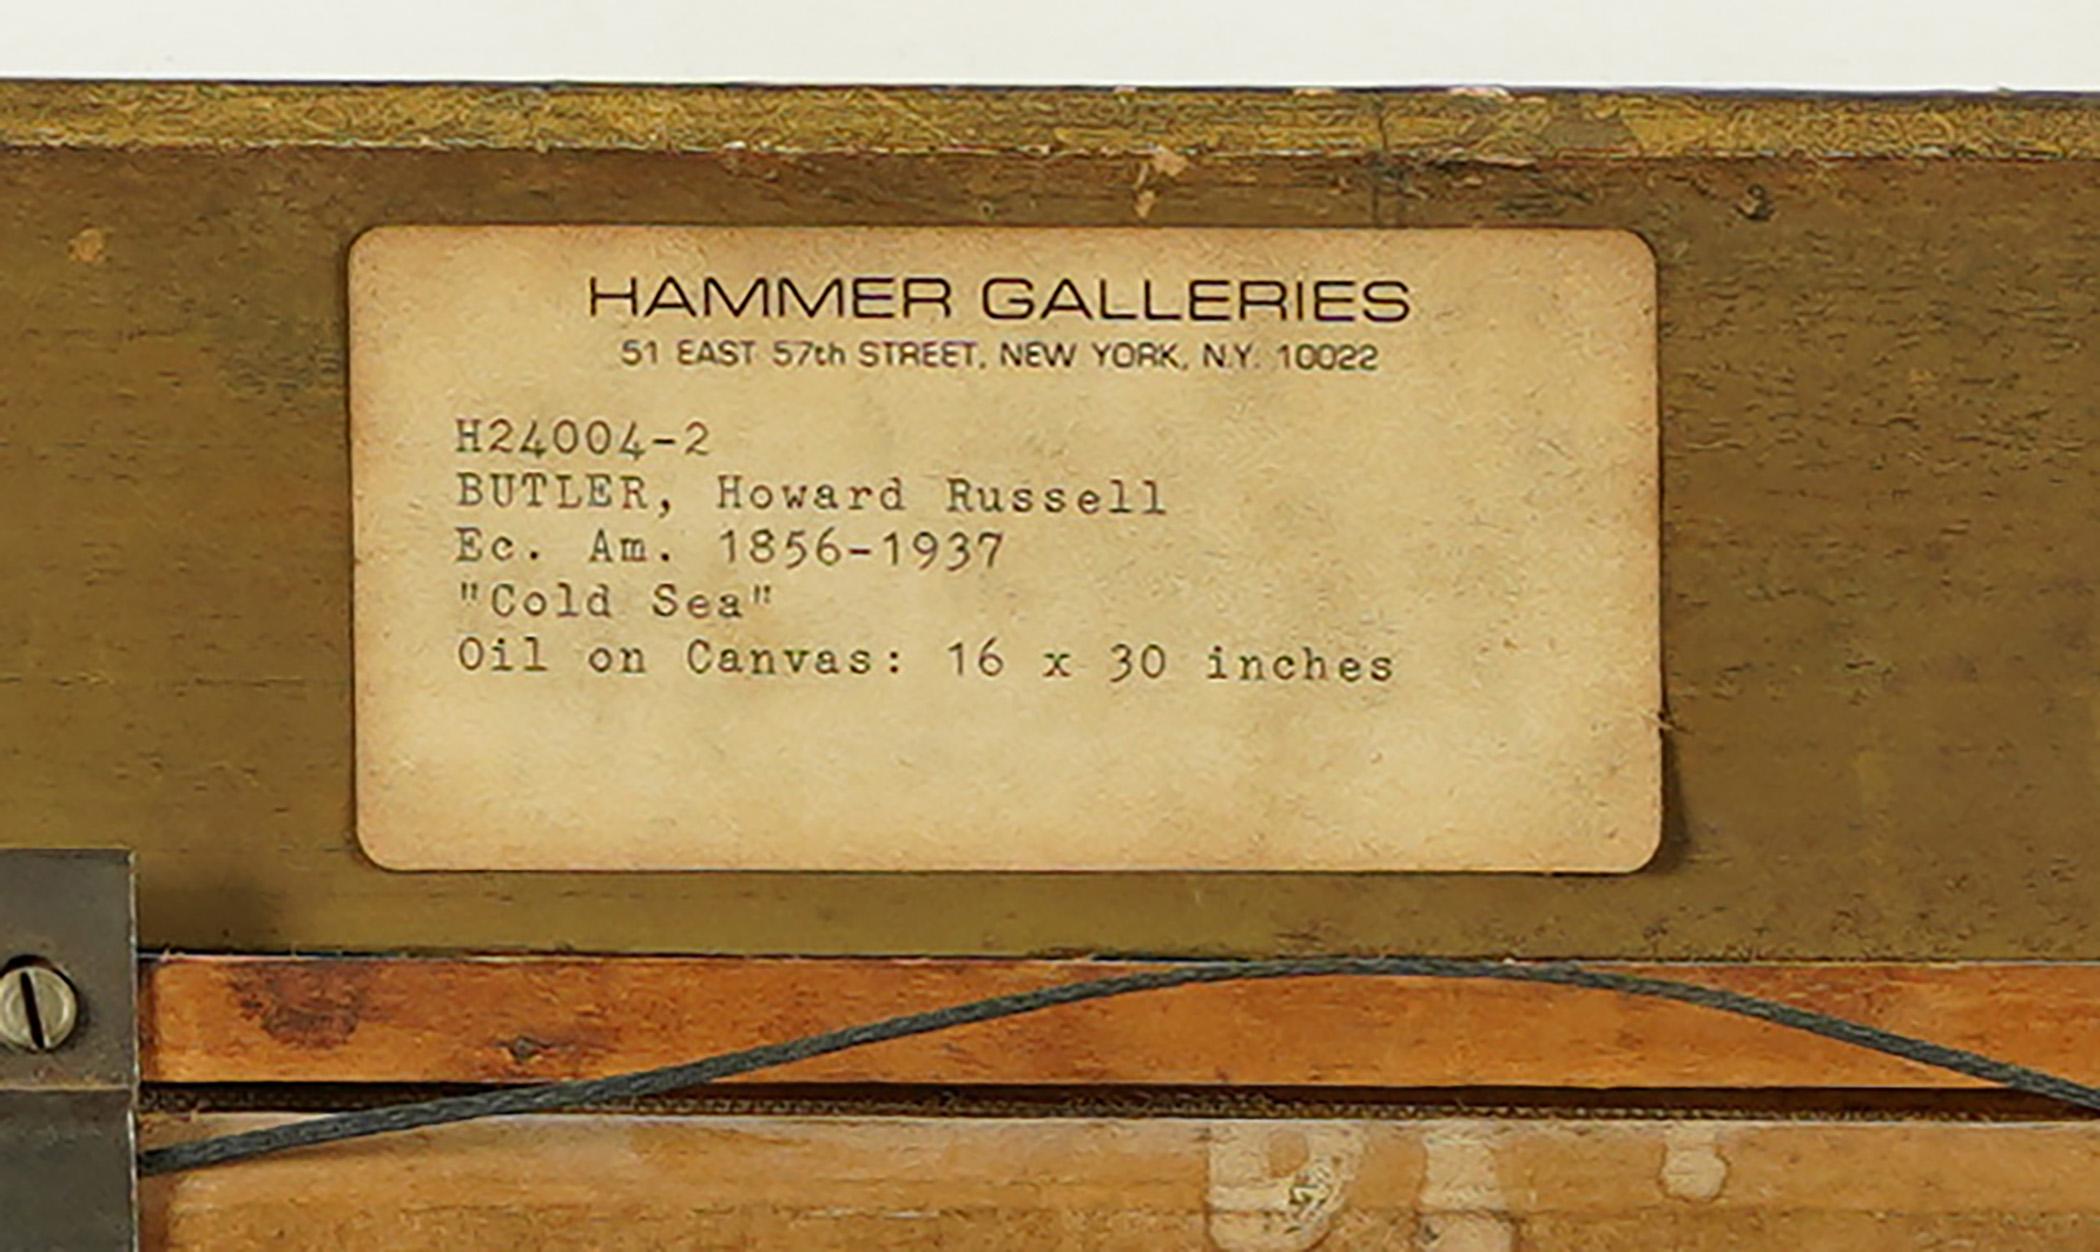 HAMMER GALLERIES
51 EAST 57th STREET, NEW YORK, N.Y. 10022
H24004-2
BUTLER, Howard Russell
Ec. Am. 1856-1937
"Cold Sea"
Oil on Canvas: 16 x 30 inches